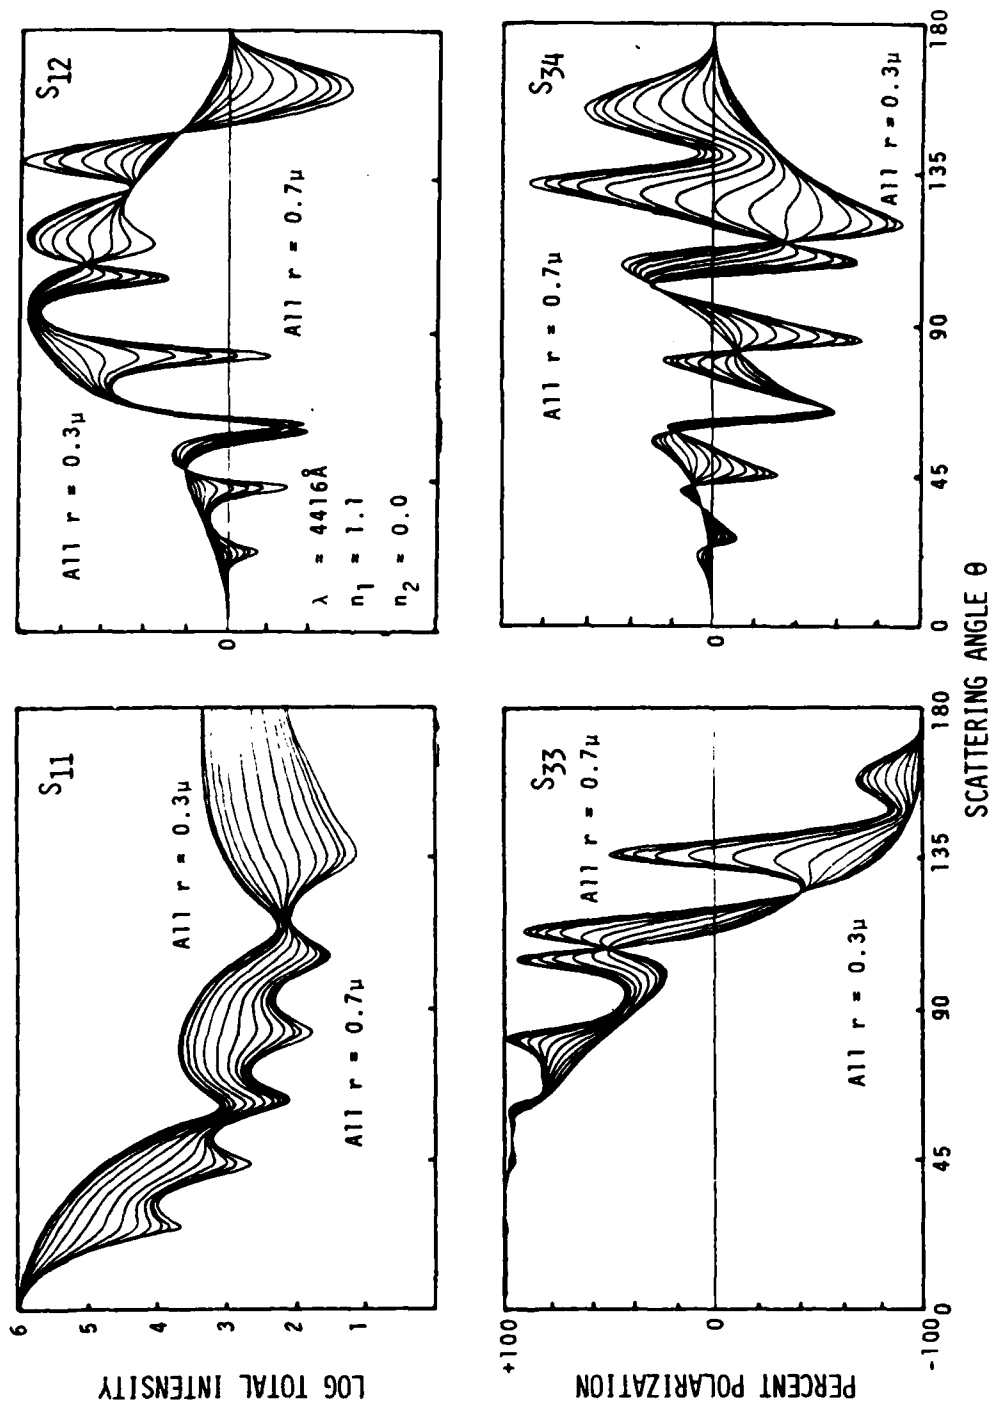 S11
All r = 0.3μ
All r = 0.7μ
6
5
4
3
2
1
LOG TOTAL INTENSITY
S12
All r = 0.3μ
All r = 0.7μ
λ = 4416Å
n1 = 1.1
n2 = 0.0
0
S33
All r = 0.7μ
All r = 0.3μ
+100
0
-100
PERCENT POLARIZATION
0
45
90
135
180
S34
All r = 0.7μ
All r = 0.3μ
0
0
45
90
135
180
SCATTERING ANGLE θ